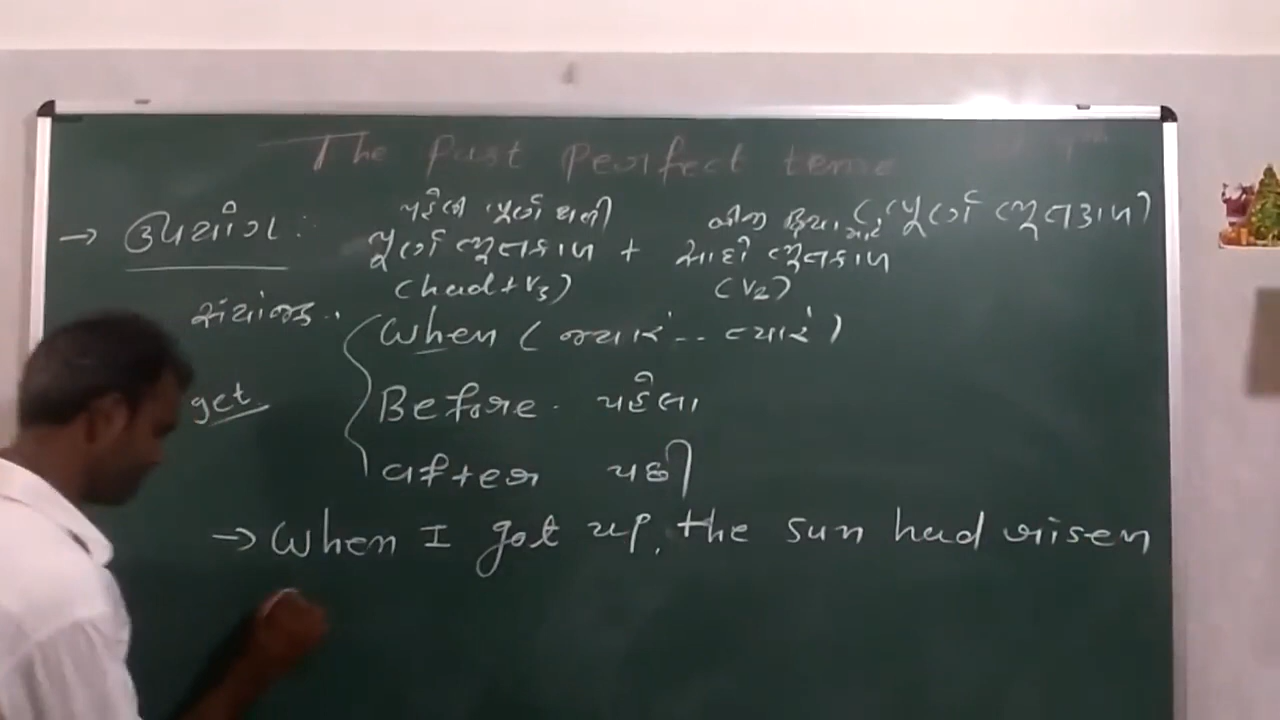 The Past Perfect tense
→ ઉપયોગ :
પહેલી પૂર્ણ થતી બીજી ક્રિયા માટે (પૂર્ણ ભૂતકાળ)
પૂર્ણ ભૂતકાળ + સાદો ભૂતકાળ
(had+V3) (V2)
સંયોજક..
When (જ્યારે -- ત્યારે)
get.
Before. પહેલા
after પછી
→ When I got up, the sun had risen